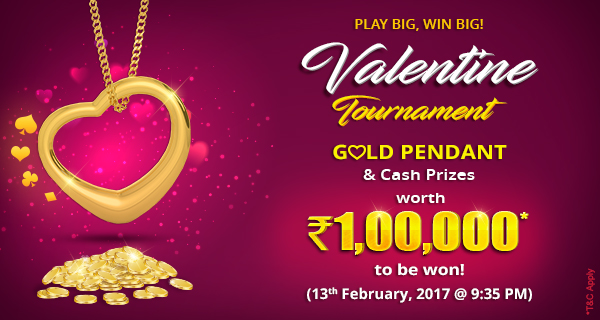 PLAY BIG, WIN BIG!
Valentine
Tournament
G♡LD PENDANT
& Cash Prizes
worth
₹1,00,000*
to be won!
(13th February, 2017 @ 9:35 PM)
*T&C Apply